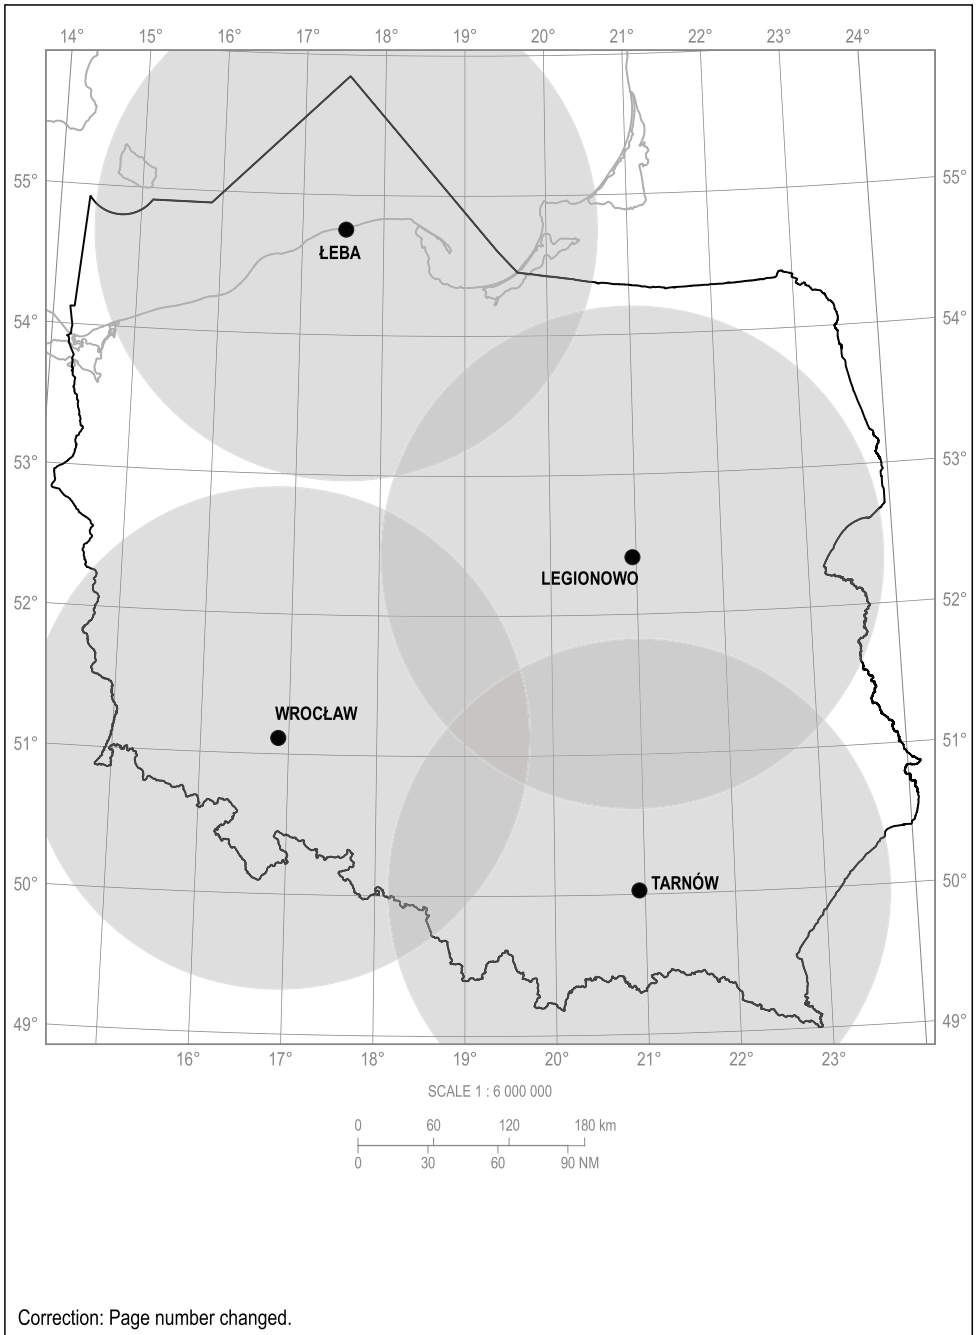 14° 15° 16° 17° 18° 19° 20° 21° 22° 23° 24°
55° 55°
ŁEBA
54° 54°
53° 53°
LEGIONOWO
52° 52°
WROCŁAW
51° 51°
TARNÓW
50° 50°
49° 49°
16° 17° 18° 19° 20° 21° 22° 23°
SCALE 1 : 6 000 000
0 60 120 180 km
0 30 60 90 NM
Correction: Page number changed.